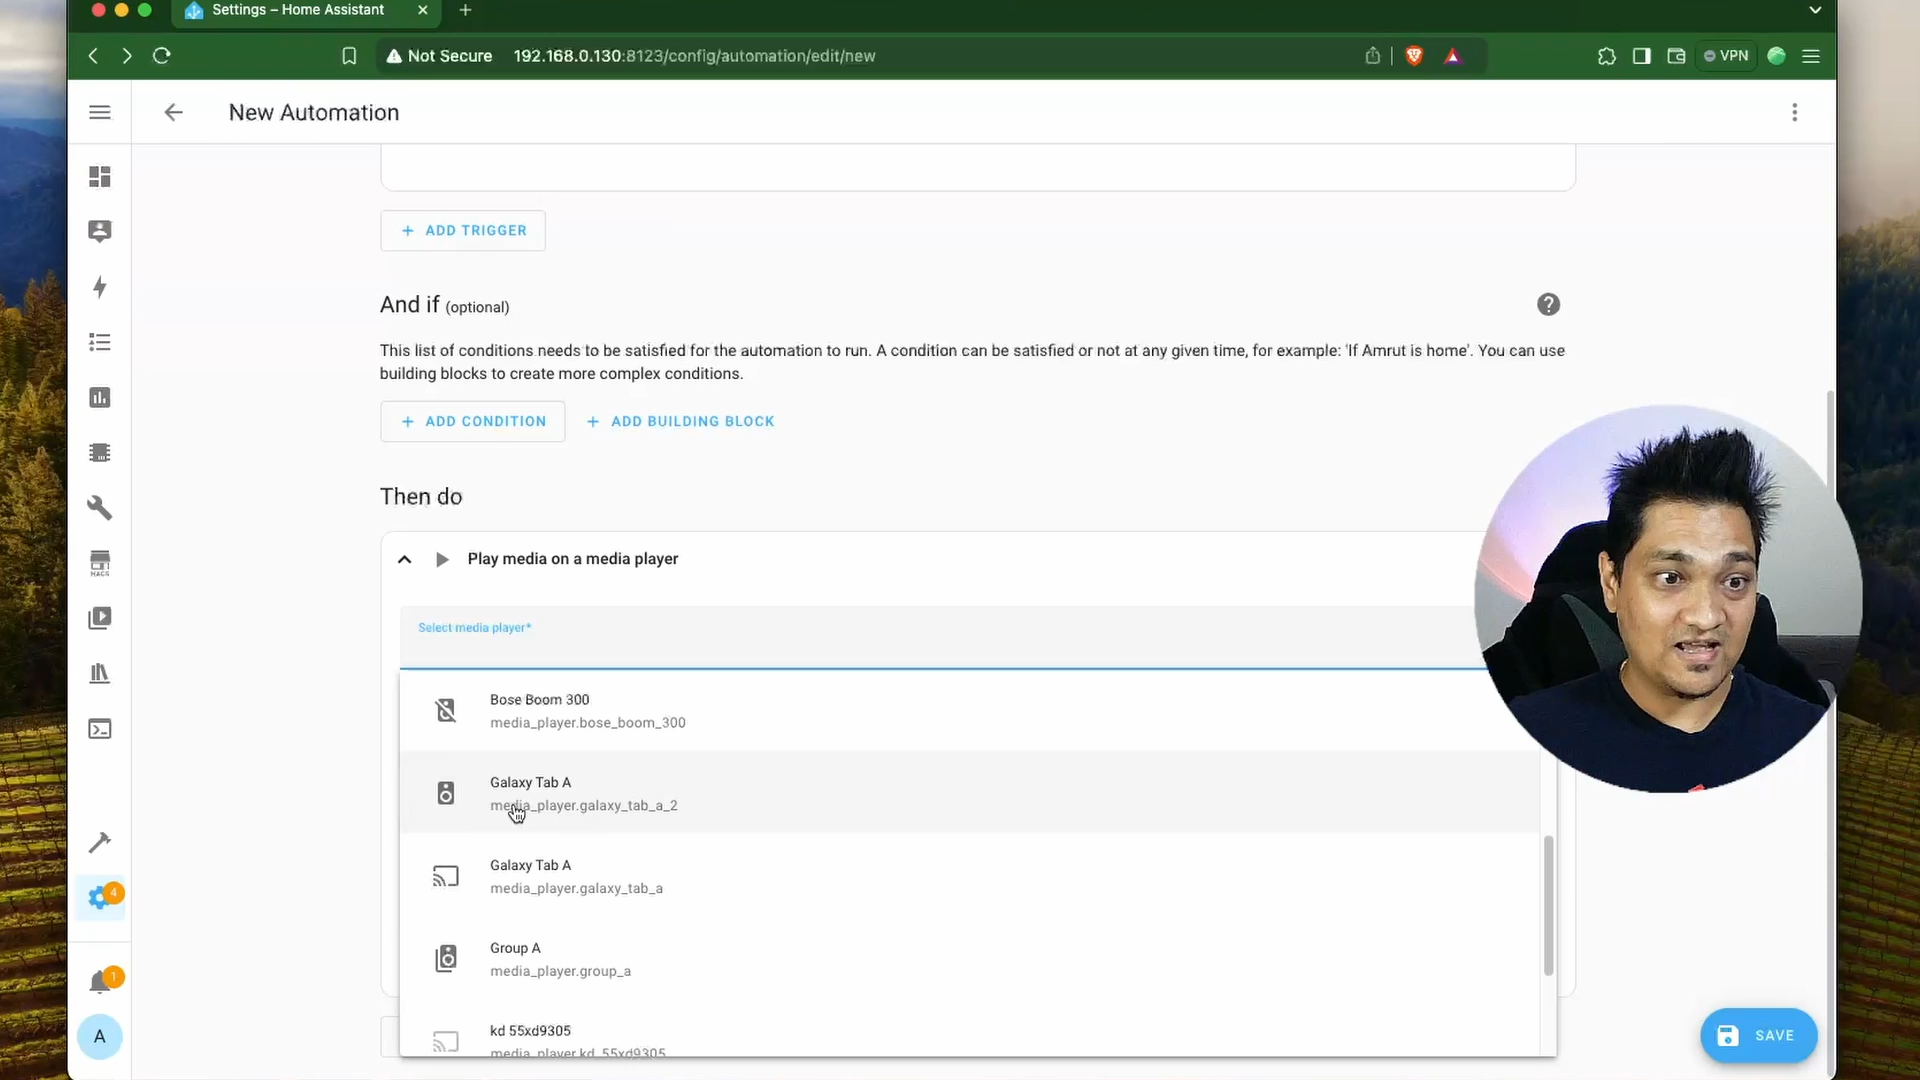 Settings – Home Assistant
Not Secure 192.168.0.130:8123/config/automation/edit/new
VPN
New Automation
+ ADD TRIGGER
And if (optional)
This list of conditions needs to be satisfied for the automation to run. A condition can be satisfied or not at any given time, for example: 'If Amrut is home'. You can use
building blocks to create more complex conditions.
+ ADD CONDITION + ADD BUILDING BLOCK
Then do
HACS
Play media on a media player
Select media player*
Bose Boom 300
media_player.bose_boom_300
Galaxy Tab A
media_player.galaxy_tab_a_2
Galaxy Tab A
media_player.galaxy_tab_a
4
Group A
media_player.group_a
1
kd 55xd9305
media_player.kd_55xd9305
A
SAVE